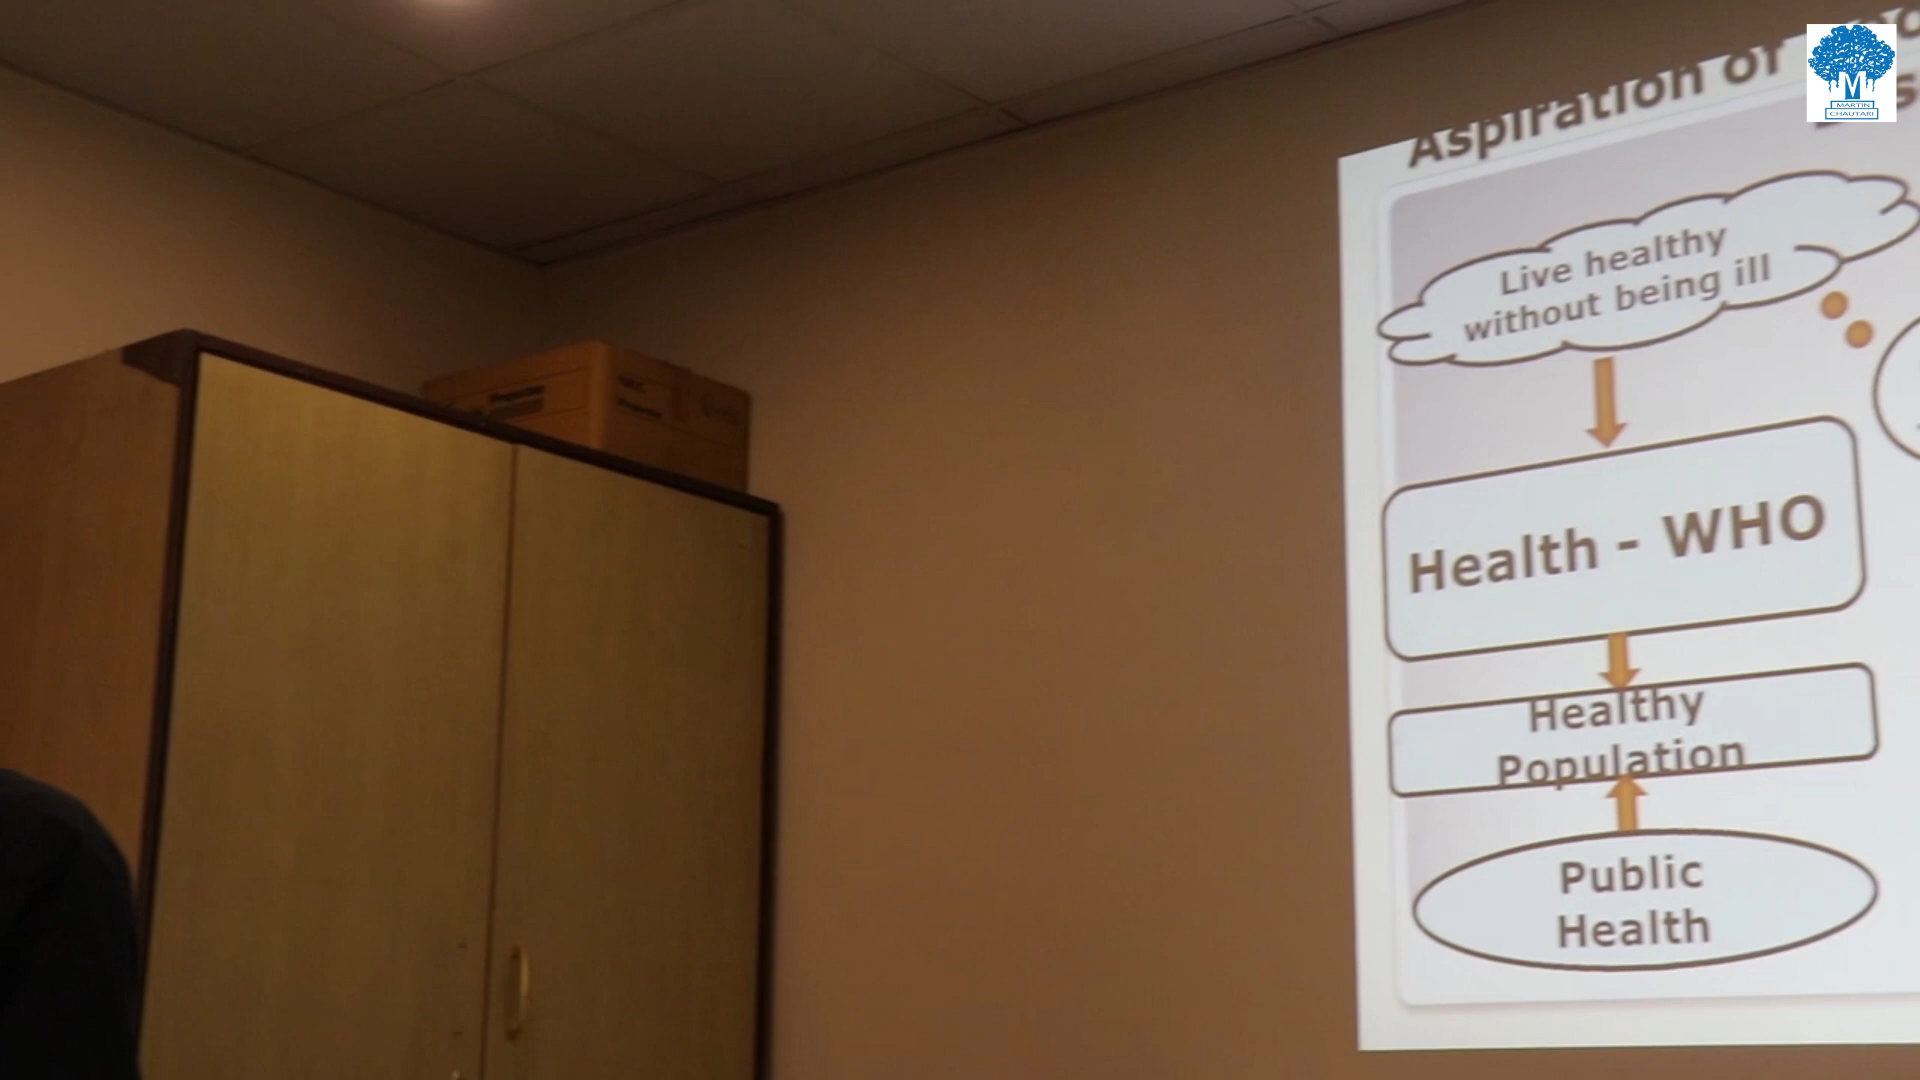 Aspiration of
Live healthy
without being ill
Health - WHO
Healthy
Population
Public
Health
M
MARTIN
CHAUTARI